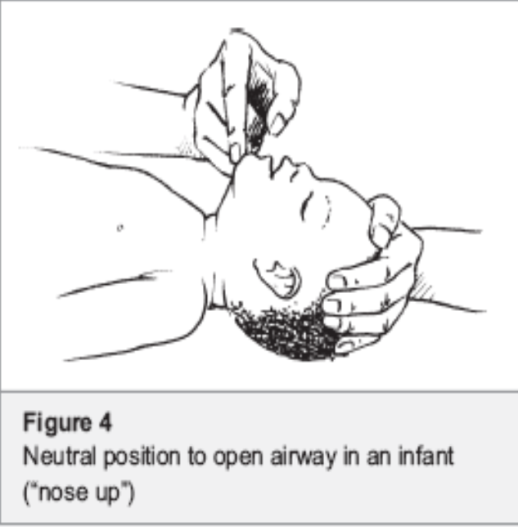 Figure 4
Neutral position to open airway in an infant
(“nose up”)